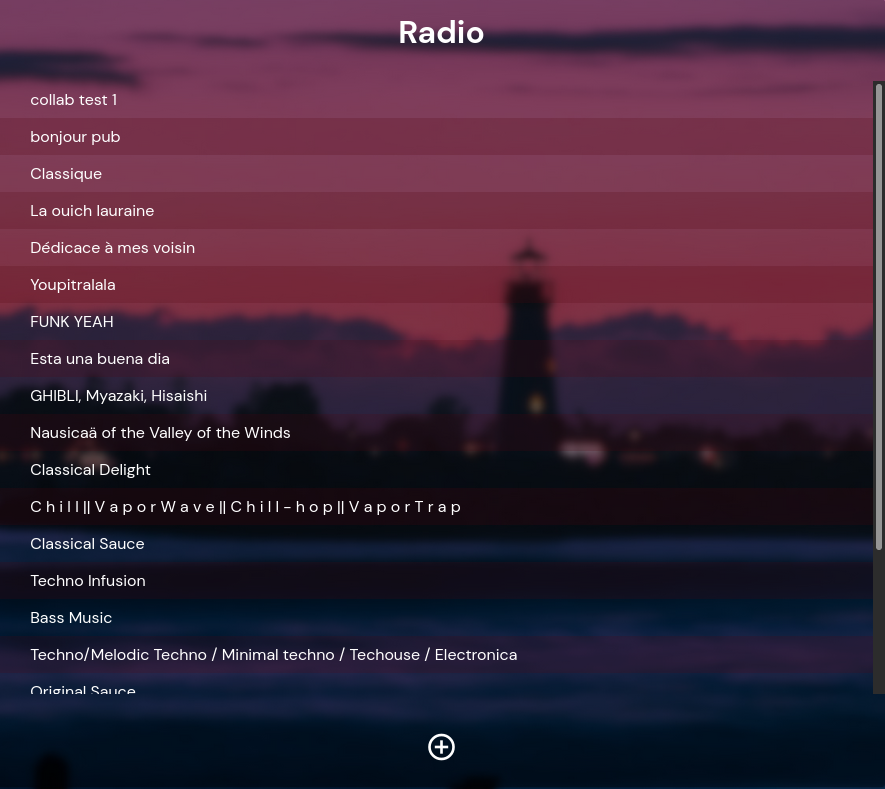 Radio
collab test 1
bonjour pub
Classique
La ouich lauraine
Dédicace à mes voisin
Youpitralala
FUNK YEAH
Esta una buena dia
GHIBLI, Myazaki, Hisaishi
Nausicaä of the Valley of the Winds
Classical Delight
C h i l l || V a p o r W a v e || C h i l l - h o p || V a p o r T r a p
Classical Sauce
Techno Infusion
Bass Music
Techno/Melodic Techno / Minimal techno / Techouse / Electronica
Original Sauce